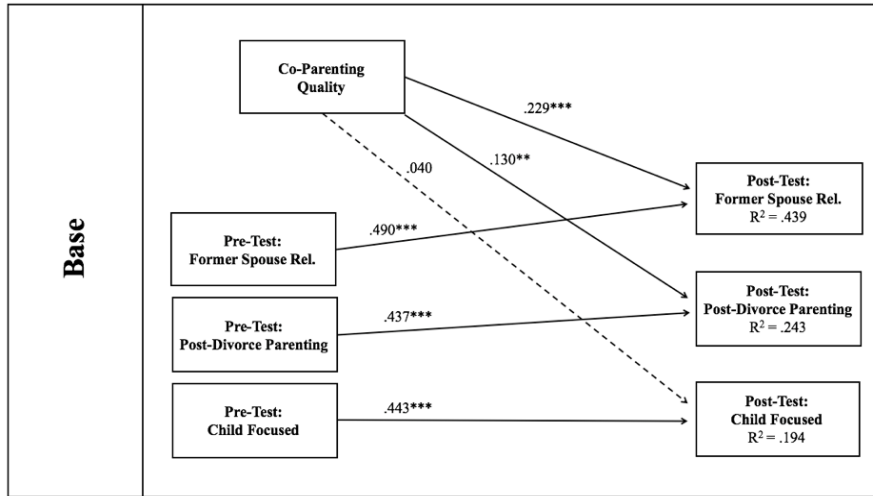 Base
Co-Parenting
Quality
.229***
.130**
.040
Post-Test:
Former Spouse Rel.
R² = .439
Pre-Test:
Former Spouse Rel.
.490***
Post-Test:
Post-Divorce Parenting
R² = .243
Pre-Test:
Post-Divorce Parenting
.437***
Post-Test:
Child Focused
R² = .194
Pre-Test:
Child Focused
.443***